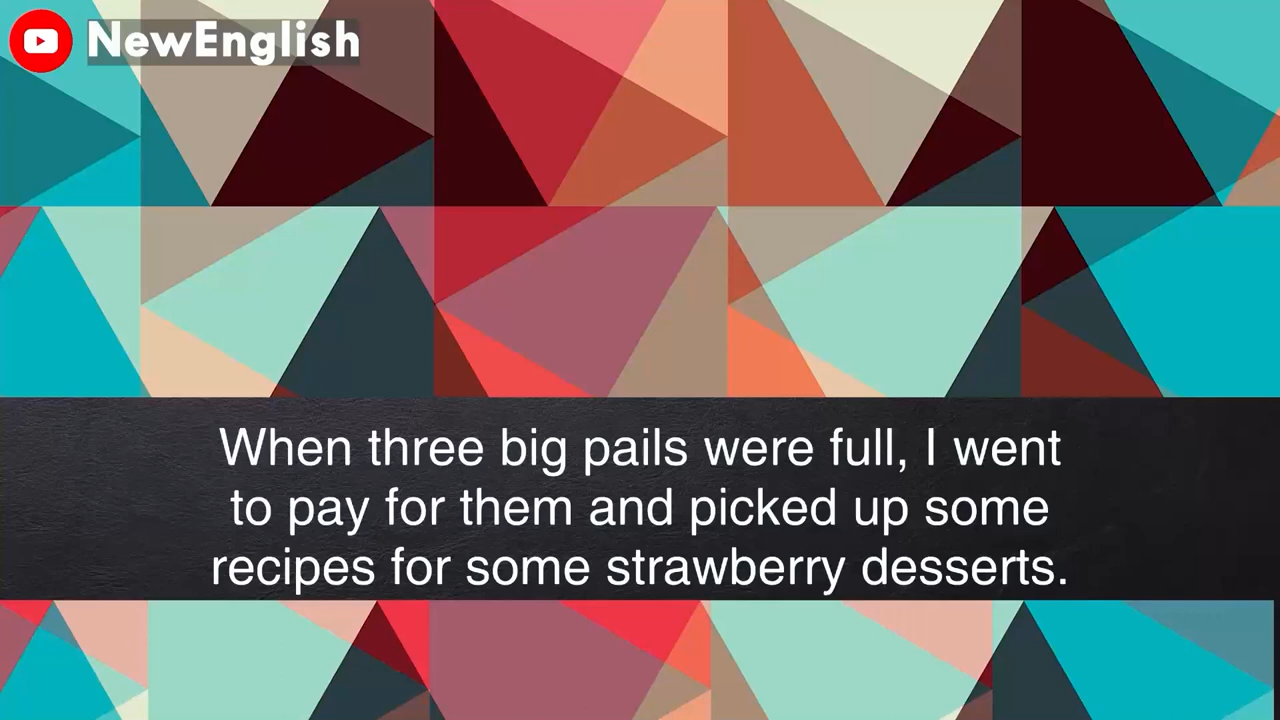 NewEnglish
When three big pails were full, I went
to pay for them and picked up some
recipes for some strawberry desserts.